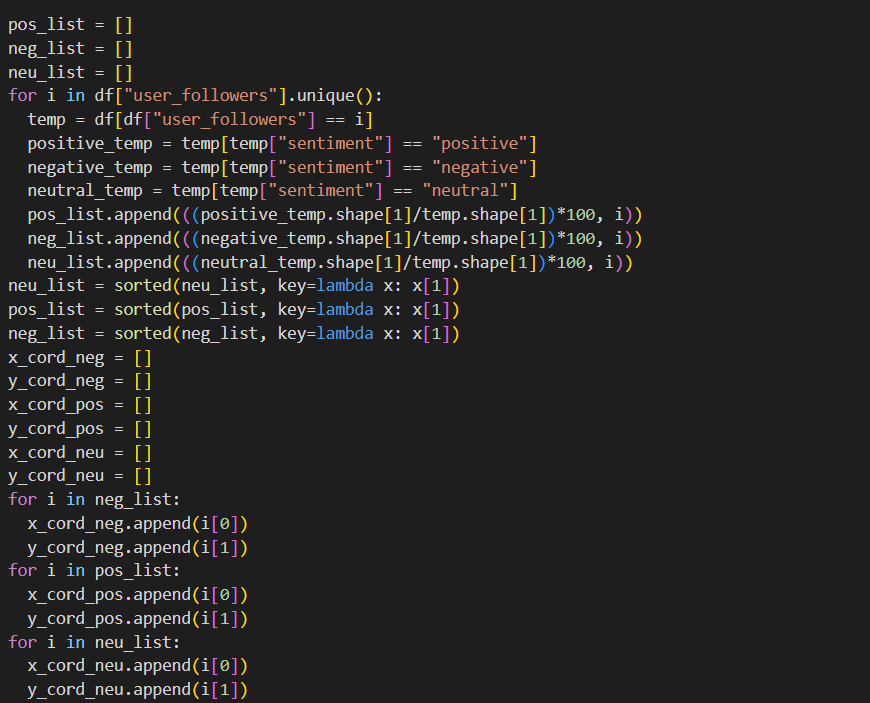 pos_list = []
neg_list = []
neu_list = []
for i in df["user_followers"].unique():
  temp = df[df["user_followers"] == i]
  positive_temp = temp[temp["sentiment"] == "positive"]
  negative_temp = temp[temp["sentiment"] == "negative"]
  neutral_temp = temp[temp["sentiment"] == "neutral"]
  pos_list.append(((positive_temp.shape[1]/temp.shape[1])*100, i))
  neg_list.append(((negative_temp.shape[1]/temp.shape[1])*100, i))
  neu_list.append(((neutral_temp.shape[1]/temp.shape[1])*100, i))
neu_list = sorted(neu_list, key=lambda x: x[1])
pos_list = sorted(pos_list, key=lambda x: x[1])
neg_list = sorted(neg_list, key=lambda x: x[1])
x_cord_neg = []
y_cord_neg = []
x_cord_pos = []
y_cord_pos = []
x_cord_neu = []
y_cord_neu = []
for i in neg_list:
  x_cord_neg.append(i[0])
  y_cord_neg.append(i[1])
for i in pos_list:
  x_cord_pos.append(i[0])
  y_cord_pos.append(i[1])
for i in neu_list:
  x_cord_neu.append(i[0])
  y_cord_neu.append(i[1])